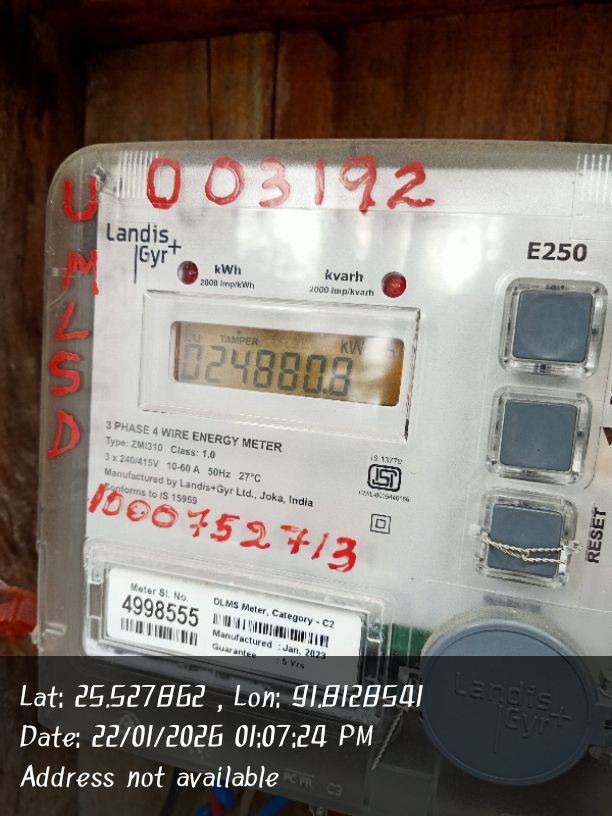 003192
UMLSD
Landis
Gyr+
E250
kWh
2000 imp/kWh
kvarh
2000 imp/kvarh
TAMPER
024880.8
3 PHASE 4 WIRE ENERGY METER
Type: ZMI310 Class: 1.0
3 x 240/415V 10-60 A 50Hz 27°C
Manufactured by Landis+Gyr Ltd., Joka, India
Conforms to IS 15959
IS 13779
1000752713
RESET
Meter Sl. No.
4998555
DLMS Meter, Category - C2
Manufactured : Jan, 2023
Guarantee : 5 Yrs
Landis
Gyr+
Lat: 25.527862 , Lon: 91.8128541
Date: 22/01/2026 01:07:24 PM
Address not available
C3